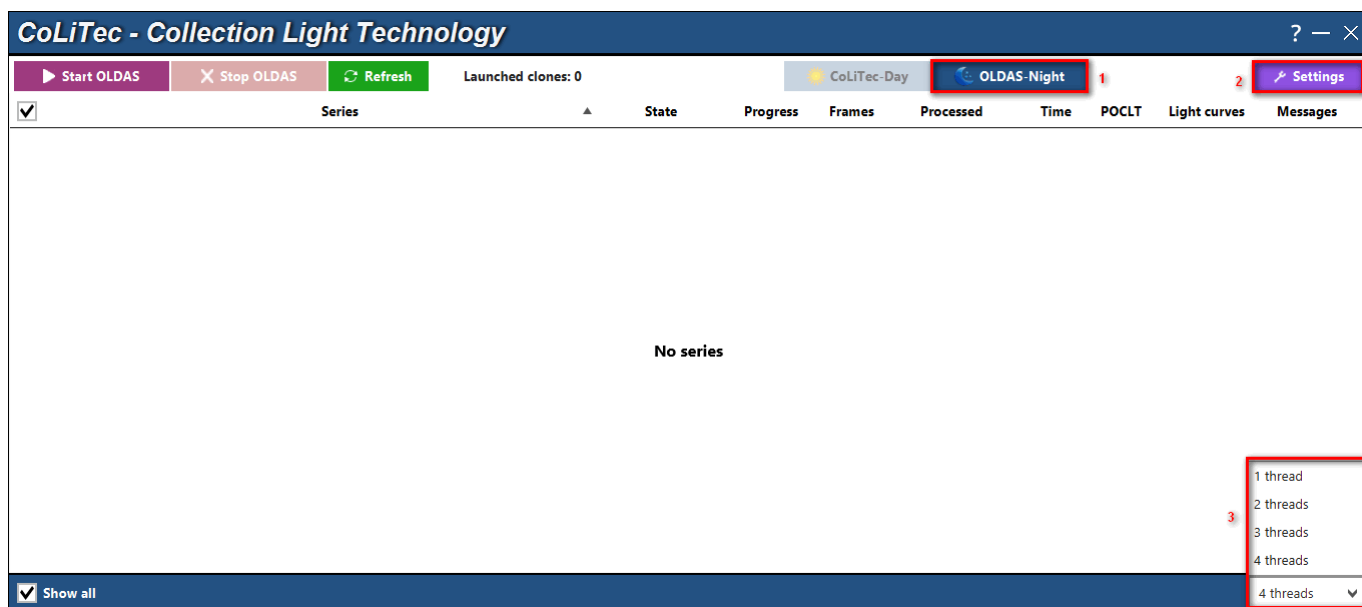 CoLiTec - Collection Light Technology
Start OLDAS Stop OLDAS Refresh Launched clones: 0 CoLiTec-Day OLDAS-Night 1 2 Settings
Series State Progress Frames Processed Time POCLT Light curves Messages
No series
1 thread
2 threads
3
3 threads
4 threads
Show all 4 threads